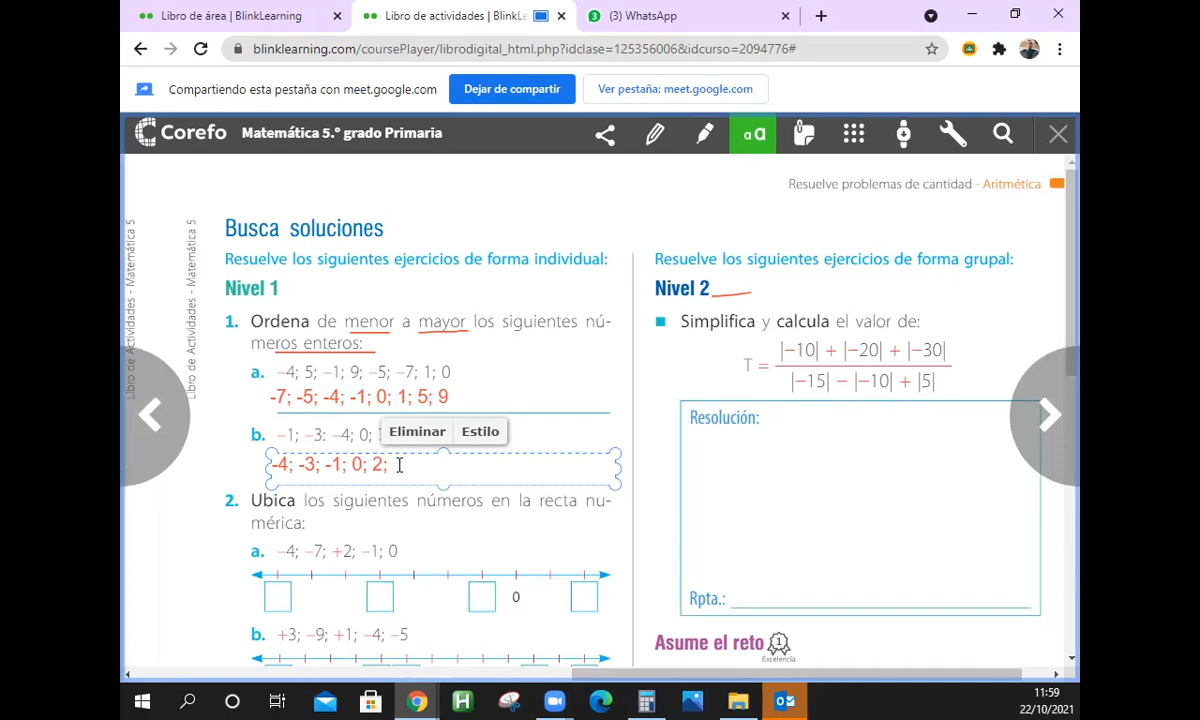 Libro de área | BlinkLearning
Libro de actividades | BlinkLe
(3) WhatsApp
blinklearning.com/coursePlayer/librodigital_html.php?idclase=125356006&idcurso=2094776#
Compartiendo esta pestaña con meet.google.com
Dejar de compartir
Ver pestaña: meet.google.com
Corefo
Matemática 5.° grado Primaria
aa
Resuelve problemas de cantidad - Aritmética
Libro de Actividades - Matemática 5
Libro de Actividades - Matemática 5
Busca soluciones
Resuelve los siguientes ejercicios de forma individual:
Nivel 1
1. Ordena de menor a mayor los siguientes nú-
meros enteros:
a. –4; 5; –1; 9; –5; –7; 1; 0
-7; -5; -4; -1; 0; 1; 5; 9
Eliminar Estilo
b. –1; –3; –4; 0;
-4; -3; -1; 0; 2;
2. Ubica los siguientes números en la recta nu-
mérica:
a. –4; –7; +2; –1; 0
0
b. +3; –9; +1; –4; –5
Resuelve los siguientes ejercicios de forma grupal:
Nivel 2
Simplifica y calcula el valor de:
T = |–10| + |–20| + |–30|
|–15| – |–10| + |5|
Resolución:
Rpta.:
Asume el reto
1
Excelencia
11:59
22/10/2021